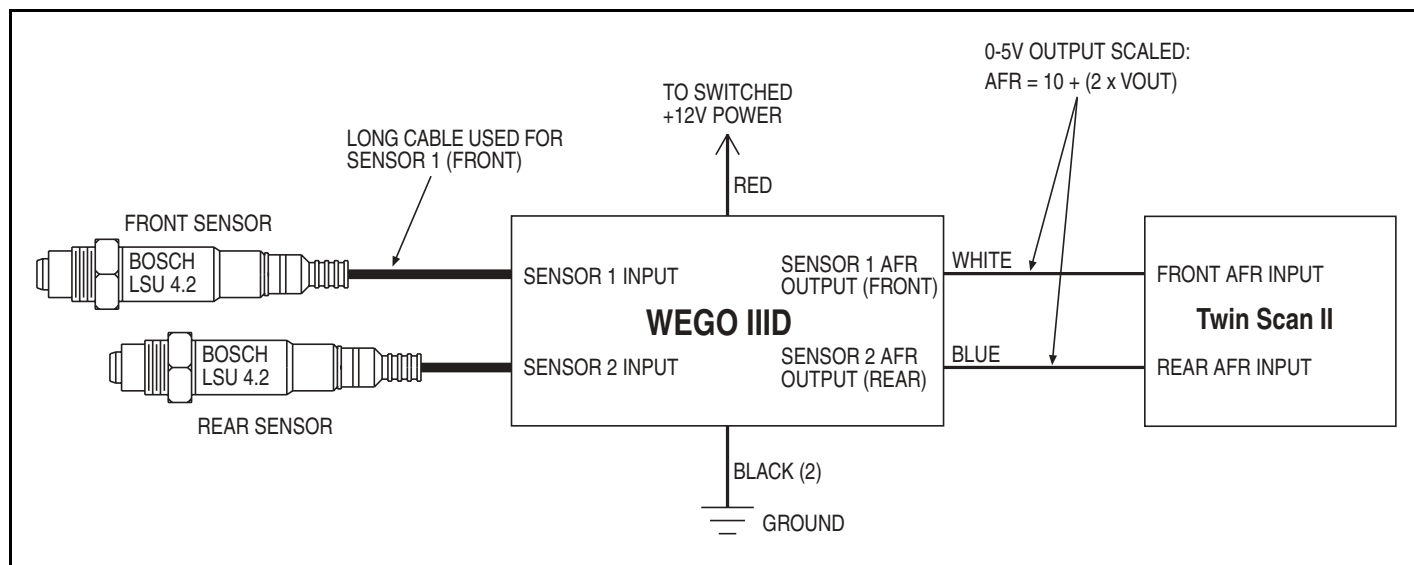 0-5V OUTPUT SCALED:
AFR = 10 + (2 x VOUT)
TO SWITCHED
+12V POWER
LONG CABLE USED FOR
SENSOR 1 (FRONT)
RED
FRONT SENSOR
BOSCH
LSU 4.2
SENSOR 1 INPUT
SENSOR 1 AFR
OUTPUT (FRONT)
WHITE
FRONT AFR INPUT
WEGO IIID
Twin Scan II
BOSCH
LSU 4.2
SENSOR 2 INPUT
SENSOR 2 AFR
OUTPUT (REAR)
BLUE
REAR AFR INPUT
REAR SENSOR
BLACK (2)
GROUND